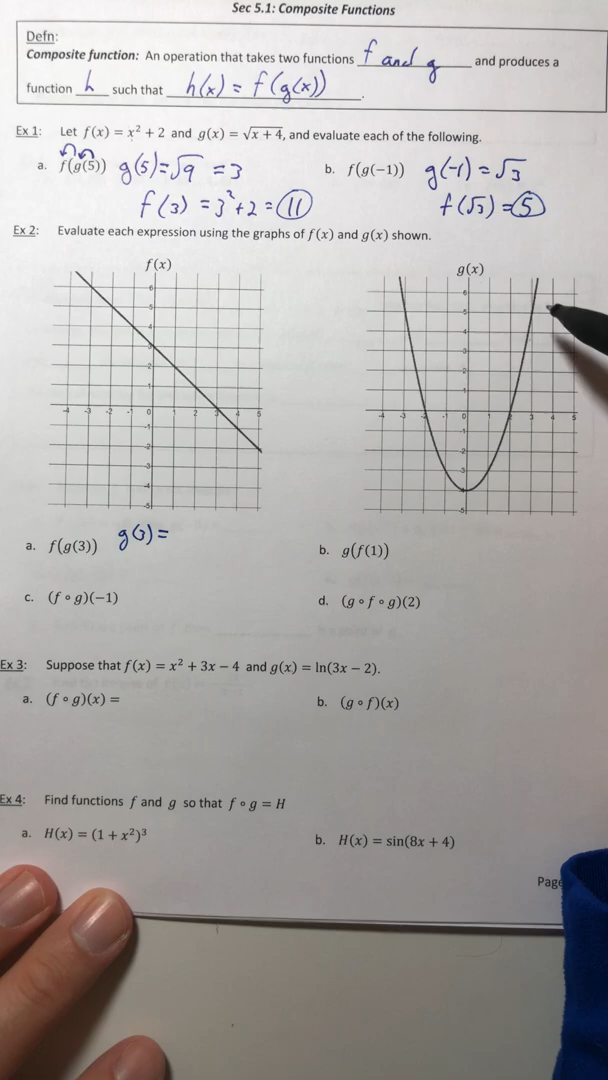 Sec 5.1: Composite Functions
Defn:
Composite function: An operation that takes two functions f and g and produces a
function h such that h(x) = f(g(x)).
Ex 1: Let f(x) = x² + 2 and g(x) = √(x + 4), and evaluate each of the following.
a. f(g(5)) g(5)=√9 = 3 b. f(g(−1)) g(-1) = √3
f(3) = 3²+2 = 11 f(√3) = 5
Ex 2: Evaluate each expression using the graphs of f(x) and g(x) shown.
f(x) g(x)
a. f(g(3)) g(3)= b. g(f(1))
c. (f ∘ g)(−1) d. (g ∘ f ∘ g)(2)
Ex 3: Suppose that f(x) = x² + 3x − 4 and g(x) = ln(3x − 2).
a. (f ∘ g)(x) = b. (g ∘ f)(x)
Ex 4: Find functions f and g so that f ∘ g = H
a. H(x) = (1 + x²)³ b. H(x) = sin(8x + 4)
Page